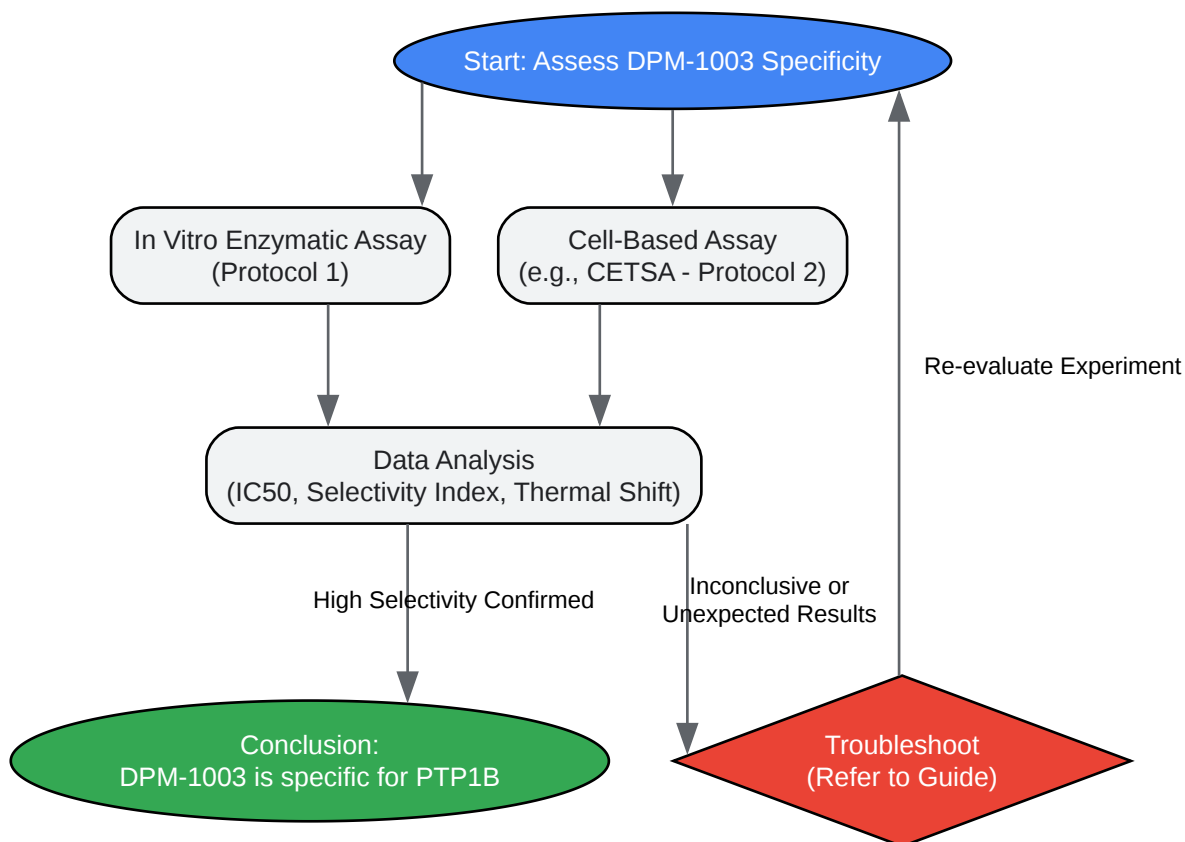 Start: Assess DPM-1003 Specificity
In Vitro Enzymatic Assay
(Protocol 1)
Cell-Based Assay
(e.g., CETSA - Protocol 2)
Re-evaluate Experiment
Data Analysis
(IC50, Selectivity Index, Thermal Shift)
High Selectivity Confirmed
Inconclusive or
Unexpected Results
Conclusion:
DPM-1003 is specific for PTP1B
Troubleshoot
(Refer to Guide)